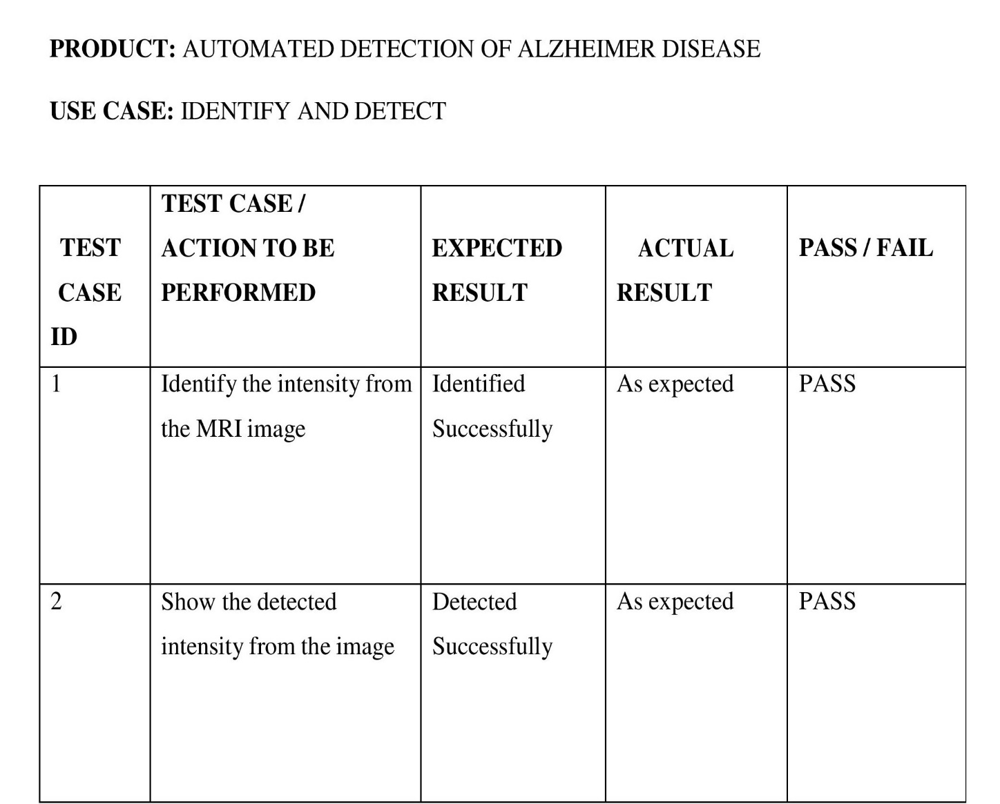 PRODUCT: AUTOMATED DETECTION OF ALZHEIMER DISEASE
USE CASE: IDENTIFY AND DETECT
TEST
CASE
ID
TEST CASE /
ACTION TO BE
PERFORMED
EXPECTED
RESULT
ACTUAL
RESULT
PASS / FAIL
1
Identify the intensity from
the MRI image
Identified
Successfully
As expected
PASS
2
Show the detected
intensity from the image
Detected
Successfully
As expected
PASS